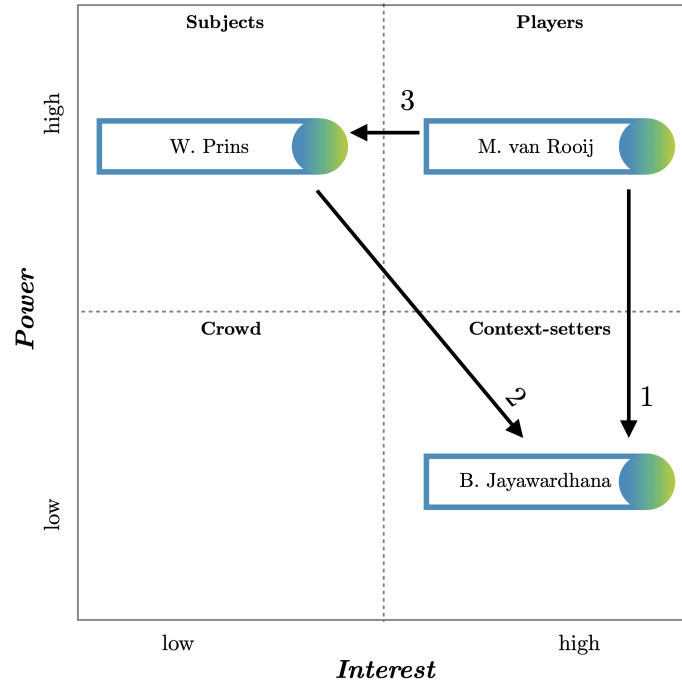 Subjects
Players
high
3
W. Prins
M. van Rooij
Power
Crowd
Context-setters
2
1
B. Jayawardhana
low
low
high
Interest